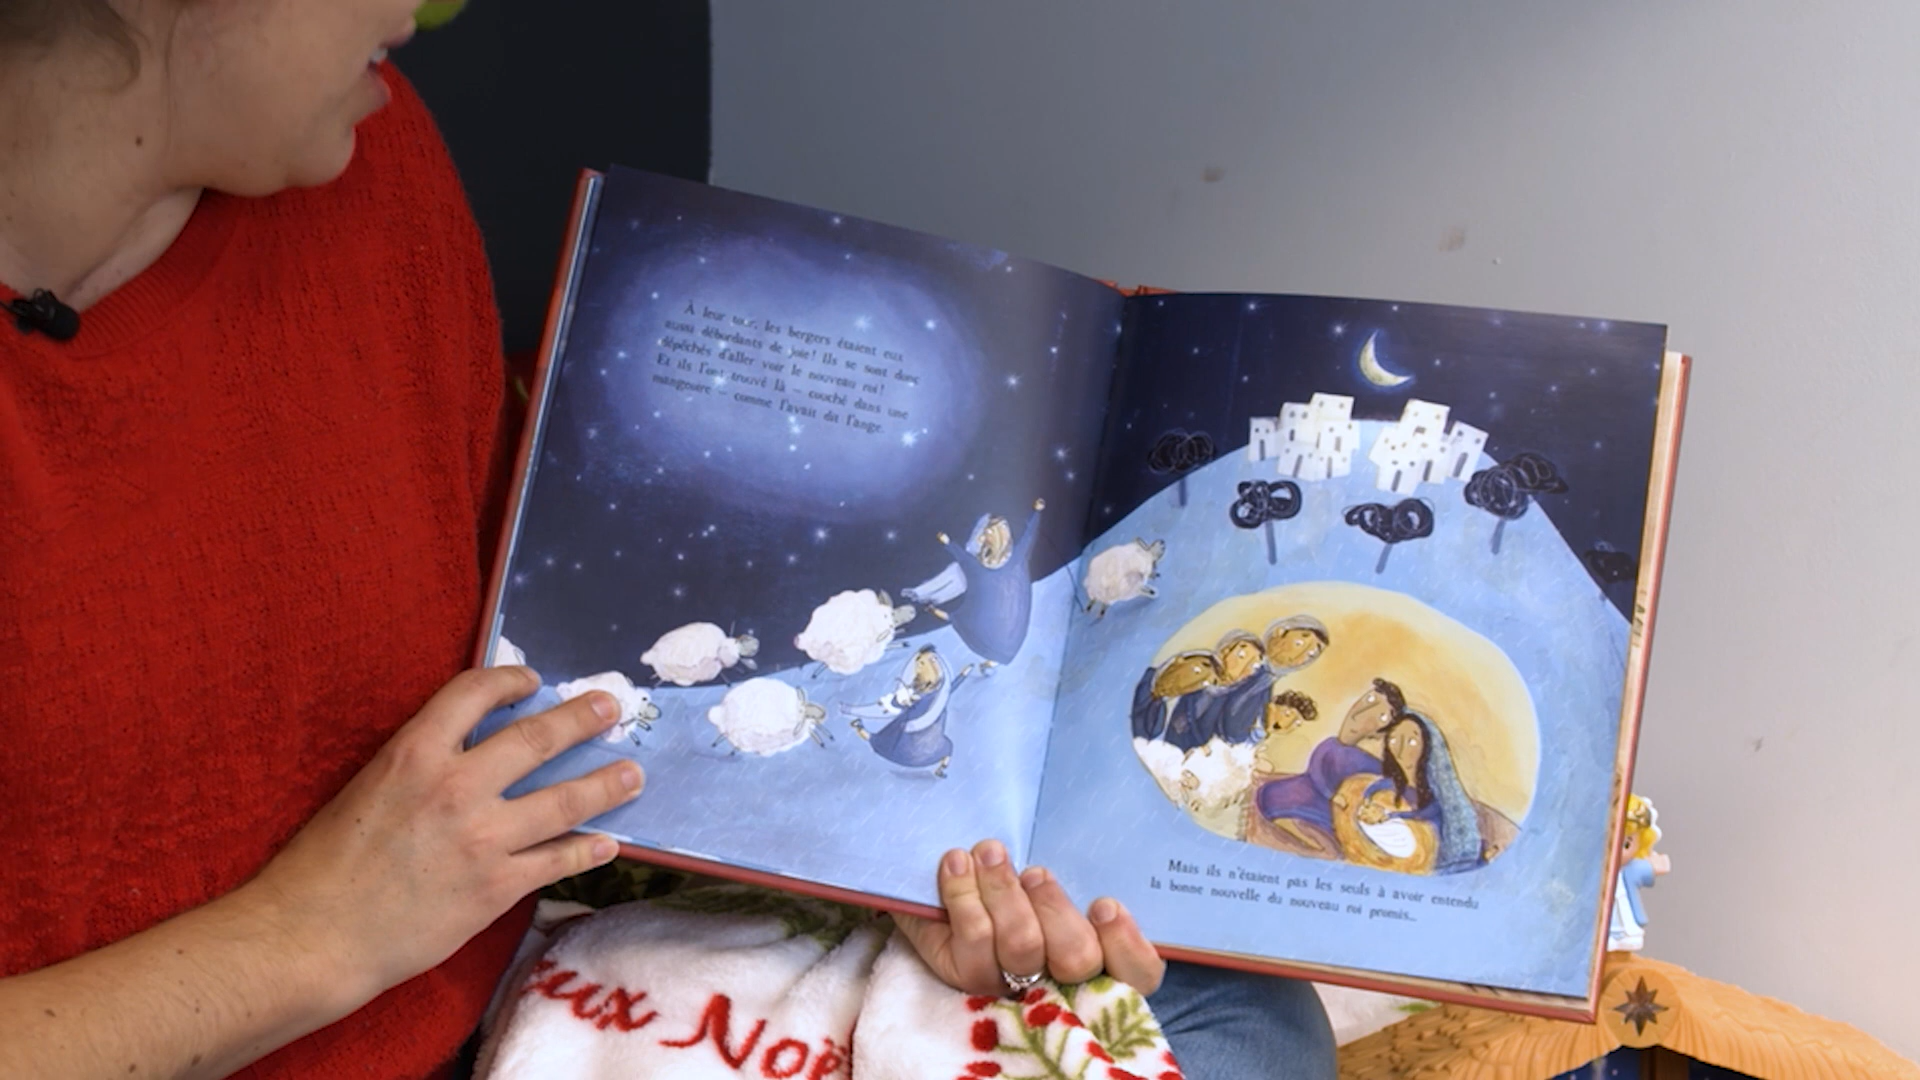 À leur tour, les bergers étaient eux
aussi débordants de joie! Ils se sont donc
dépêchés d'aller voir le nouveau roi!
Et ils l'ont trouvé là – couché dans une
mangeoire – comme l'avait dit l'ange.
Mais ils n'étaient pas les seuls à avoir entendu
la bonne nouvelle du nouveau roi promis...
eux Noë